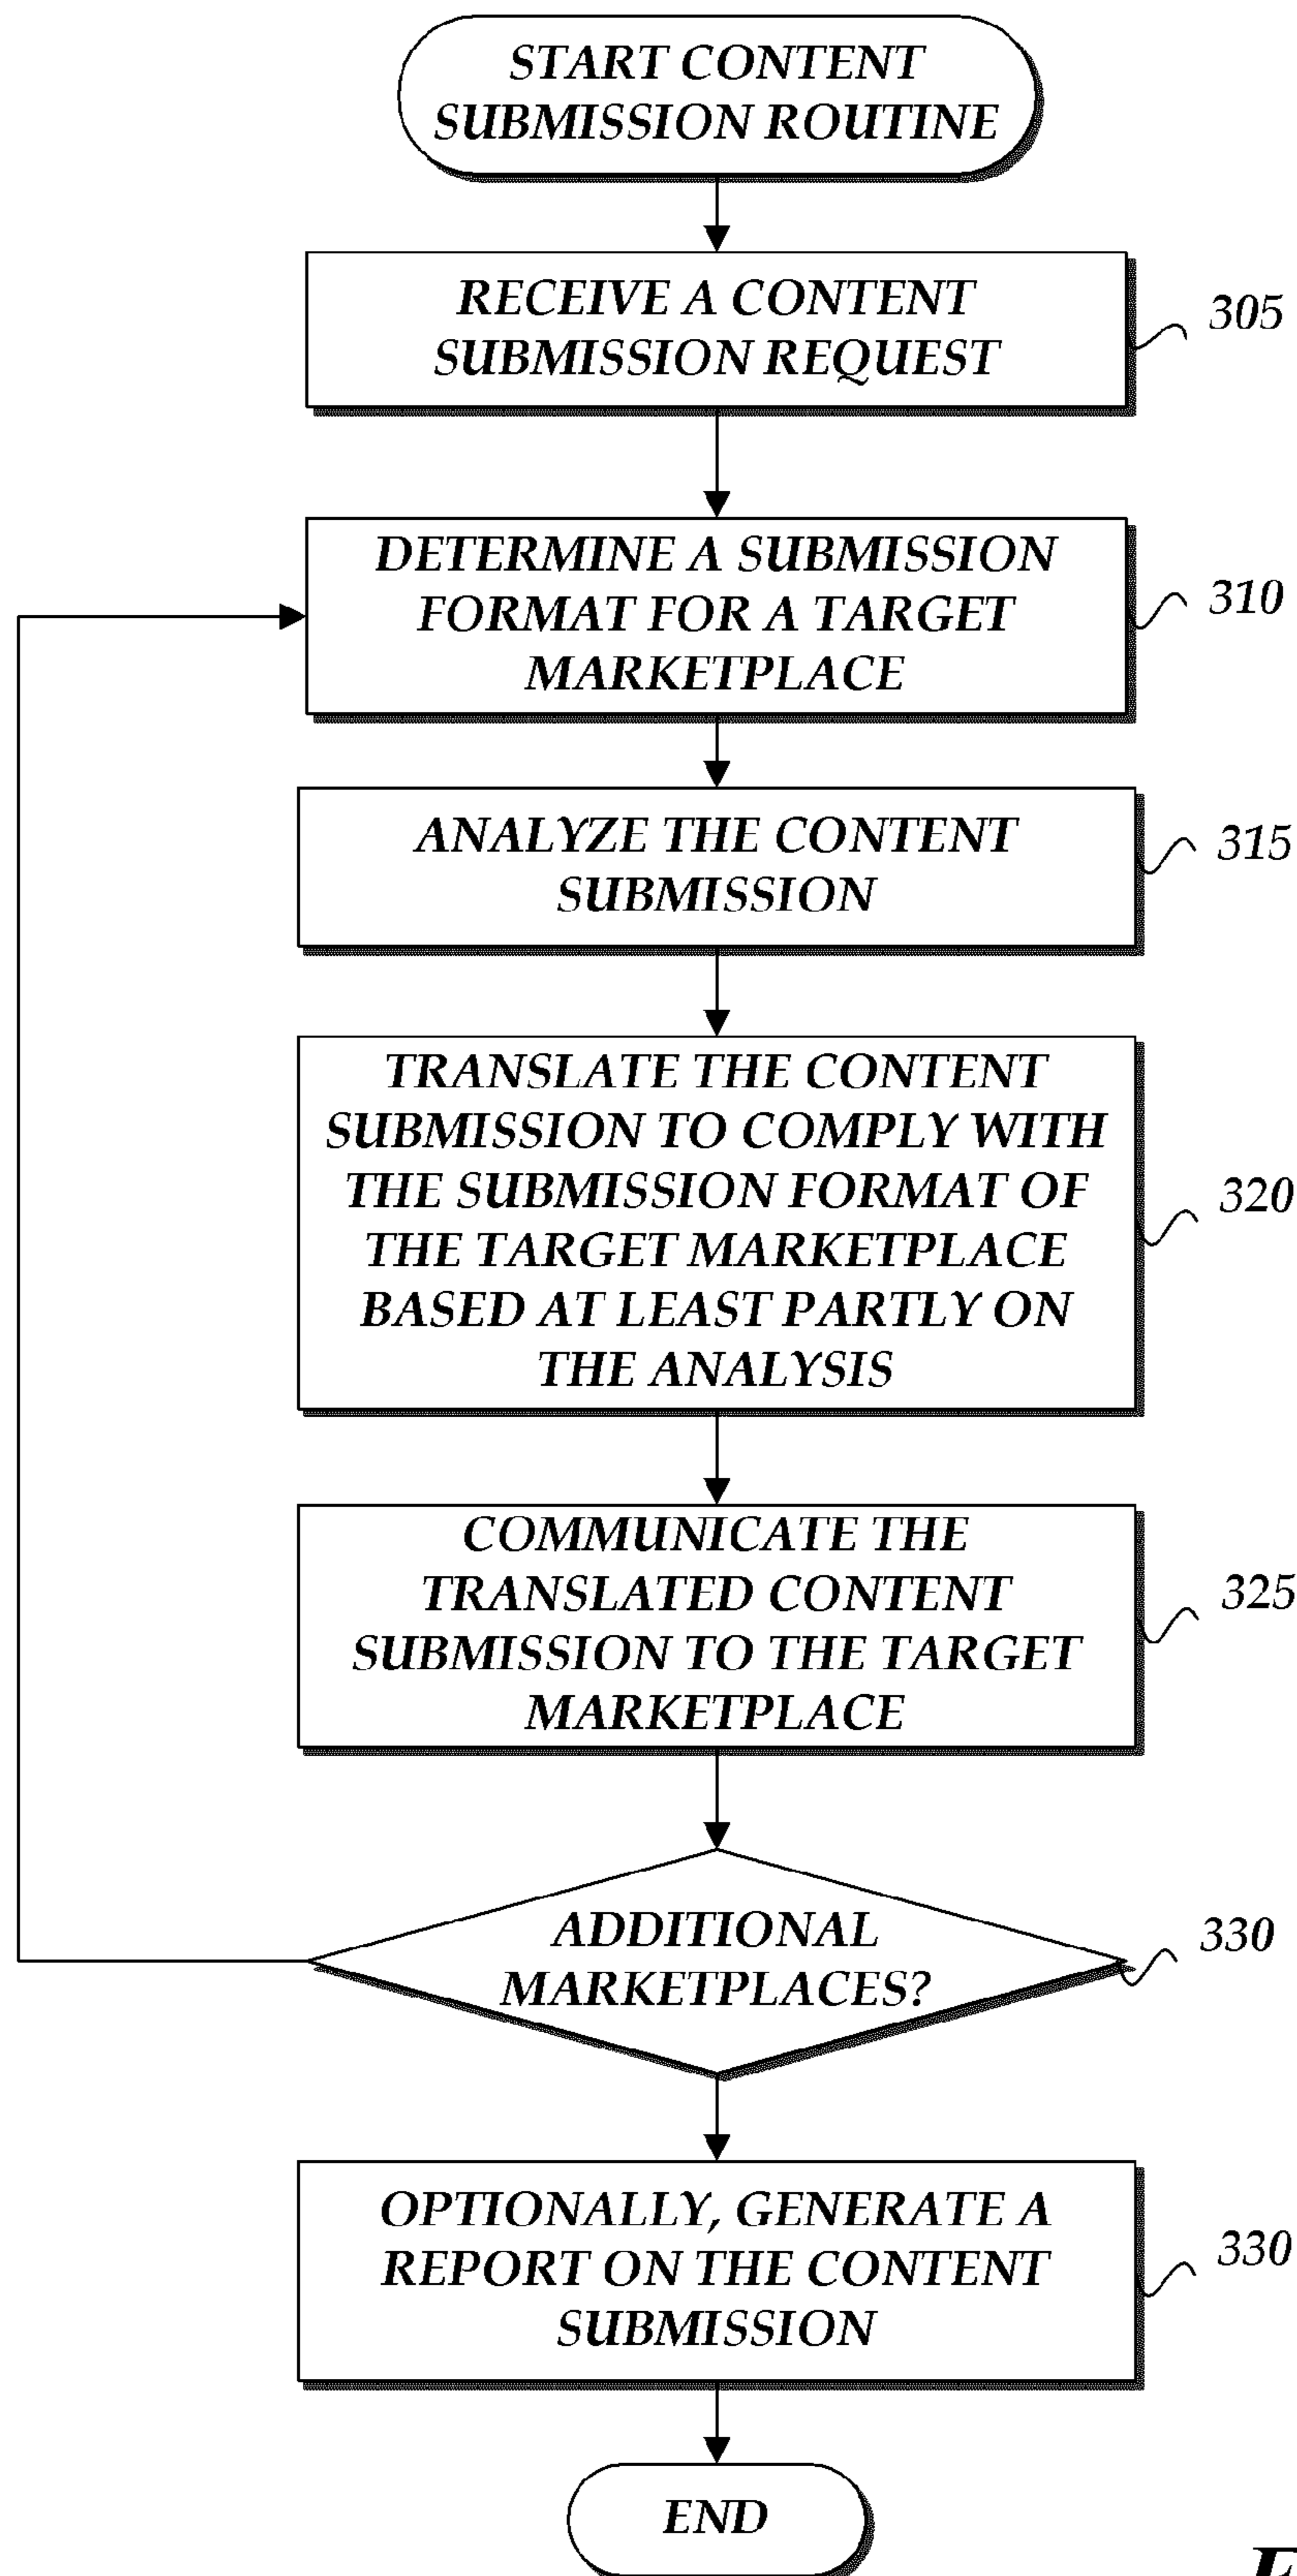 START CONTENT
SUBMISSION ROUTINE
RECEIVE A CONTENT
SUBMISSION REQUEST
305
DETERMINE A SUBMISSION
FORMAT FOR A TARGET
MARKETPLACE
310
ANALYZE THE CONTENT
SUBMISSION
315
TRANSLATE THE CONTENT
SUBMISSION TO COMPLY WITH
THE SUBMISSION FORMAT OF
THE TARGET MARKETPLACE
BASED AT LEAST PARTLY ON
THE ANALYSIS
320
COMMUNICATE THE
TRANSLATED CONTENT
SUBMISSION TO THE TARGET
MARKETPLACE
325
ADDITIONAL
MARKETPLACES?
330
OPTIONALLY, GENERATE A
REPORT ON THE CONTENT
SUBMISSION
330
END